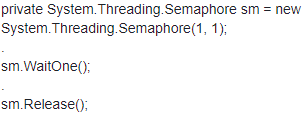 private System.Threading.Semaphore sm = new
System.Threading.Semaphore(1, 1);
.
sm.WaitOne();
.
sm.Release();